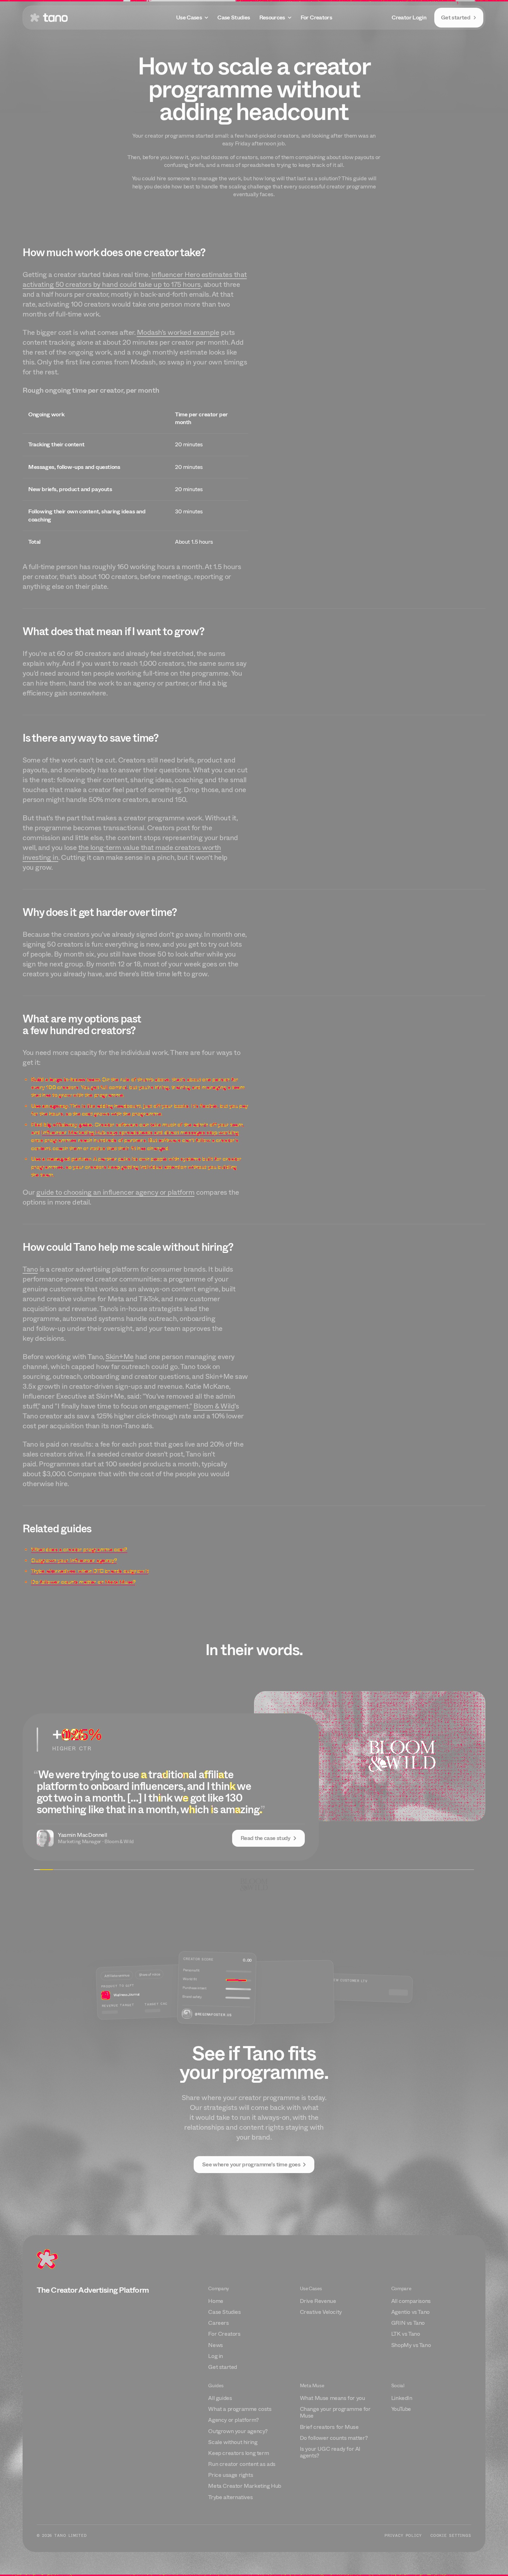 tano
Use Cases
Case Studies
Resources
For Creators
Creator Login
Get started
How to scale a creator
programme without
adding headcount
Your creator programme started small: a few hand-picked creators, and looking after them was an
easy Friday afternoon job.
Then, before you knew it, you had dozens of creators, some of them complaining about slow payouts or
confusing briefs, and a mess of spreadsheets trying to keep track of it all.
You could hire someone to manage the work, but how long will that last as a solution? This guide will
help you decide how best to handle the scaling challenge that every successful creator programme
eventually faces.
How much work does one creator take?
Getting a creator started takes real time. Influencer Hero estimates that
activating 50 creators by hand could take up to 175 hours, about three
and a half hours per creator, mostly in back-and-forth emails. At that
rate, activating 100 creators would take one person more than two
months of full-time work.
The bigger cost is what comes after. Modash's worked example puts
content tracking alone at about 20 minutes per creator per month. Add
the rest of the ongoing work, and a rough monthly estimate looks like
this. Only the first line comes from Modash, so swap in your own timings
for the rest.
Rough ongoing time per creator, per month
Ongoing work
Time per creator per
month
Tracking their content
20 minutes
Messages, follow-ups and questions
20 minutes
New briefs, product and payouts
20 minutes
Following their own content, sharing ideas and
coaching
30 minutes
Total
About 1.5 hours
A full-time person has roughly 160 working hours a month. At 1.5 hours
per creator, that's about 100 creators, before meetings, reporting or
anything else on their plate.
What does that mean if I want to grow?
If you're at 60 or 80 creators and already feel stretched, the sums
explain why. And if you want to reach 1,000 creators, the same sums say
you'd need around ten people working full-time on the programme. You
can hire them, hand the work to an agency or partner, or find a big
efficiency gain somewhere.
Is there any way to save time?
Some of the work can't be cut. Creators still need briefs, product and
payouts, and somebody has to answer their questions. What you can cut
is the rest: following their content, sharing ideas, coaching and the small
touches that make a creator feel part of something. Drop those, and one
person might handle 50% more creators, around 150.
But that's the part that makes a creator programme work. Without it,
the programme becomes transactional. Creators post for the
commission and little else, the content stops representing your brand
well, and you lose the long-term value that made creators worth
investing in. Cutting it can make sense in a pinch, but it won't help
you grow.
Why does it get harder over time?
Because the creators you've already signed don't go away. In month one,
signing 50 creators is fun: everything is new, and you get to try out lots
of people. By month six, you still have those 50 to look after while you
sign the next group. By month 12 or 18, most of your week goes on the
creators you already have, and there's little time left to grow.
What are my options past
a few hundred creators?
You need more capacity for the individual work. There are four ways to
get it:
Our guide to choosing an influencer agency or platform compares the
options in more detail.
How could Tano help me scale without hiring?
Tano is a creator advertising platform for consumer brands. It builds
performance-powered creator communities: a programme of your
genuine customers that works as an always-on content engine, built
around creative volume for Meta and TikTok, and new customer
acquisition and revenue. Tano's in-house strategists lead the
programme, automated systems handle outreach, onboarding
and follow-up under their oversight, and your team approves the
key decisions.
Before working with Tano, Skin+Me had one person managing every
channel, which capped how far outreach could go. Tano took on
sourcing, outreach, onboarding and creator questions, and Skin+Me saw
3.5x growth in creator-driven sign-ups and revenue. Katie McKane,
Influencer Executive at Skin+Me, said: "You've removed all the admin
stuff," and "I finally have time to focus on engagement." Bloom & Wild's
Tano creator ads saw a 125% higher click-through rate and a 10% lower
cost per acquisition than its non-Tano ads.
Tano is paid on results: a fee for each post that goes live and 20% of the
sales creators drive. If a seeded creator doesn't post, Tano isn't
paid. Programmes start at 100 seeded products a month, typically
about $3,000. Compare that with the cost of the people you would
otherwise hire.
Related guides
In their words.
HIGHER CTR
"We were trying to use a traditional affiliate
platform to onboard influencers, and I think we
got two in a month. [...] I think we got like 130
something like that in a month, which is amazing."
Yasmin MacDonnell
Marketing Manager · Bloom & Wild
Read the case study
BLOOM
&WILD
See if Tano fits
your programme.
Share where your creator programme is today.
Our strategists will come back with what
it would take to run it always-on, with the
relationships and content rights staying with
your brand.
See where your programme's time goes
The Creator Advertising Platform
Company
Home
Case Studies
Careers
For Creators
News
Log in
Get started
Use Cases
Drive Revenue
Creative Velocity
Compare
All comparisons
Agentio vs Tano
GRIN vs Tano
LTK vs Tano
ShopMy vs Tano
Guides
All guides
What a programme costs
Agency or platform?
Outgrown your agency?
Scale without hiring
Keep creators long term
Run creator content as ads
Price usage rights
Meta Creator Marketing Hub
Trybe alternatives
Meta Muse
What Muse means for you
Change your programme for
Muse
Brief creators for Muse
Do follower counts matter?
Is your UGC ready for AI
agents?
Social
LinkedIn
YouTube
© 2026 TANO LIMITED
PRIVACY POLICY
COOKIE SETTINGS